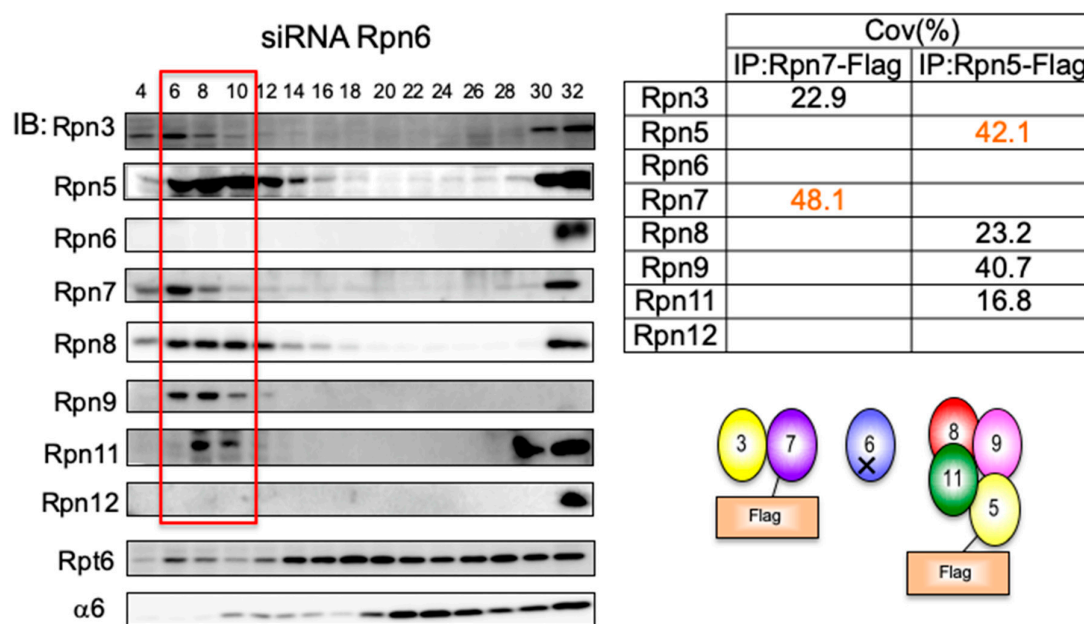 siRNA Rpn6
4 6 8 10 12 14 16 18 20 22 24 26 28 30 32
IB: Rpn3
Rpn5
Rpn6
Rpn7
Rpn8
Rpn9
Rpn11
Rpn12
Rpt6
α6
Cov(%)
IP:Rpn7-Flag IP:Rpn5-Flag
Rpn3 22.9
Rpn5 42.1
Rpn6
Rpn7 48.1
Rpn8 23.2
Rpn9 40.7
Rpn11 16.8
Rpn12
3 7 6 8 9
11
5
Flag
Flag